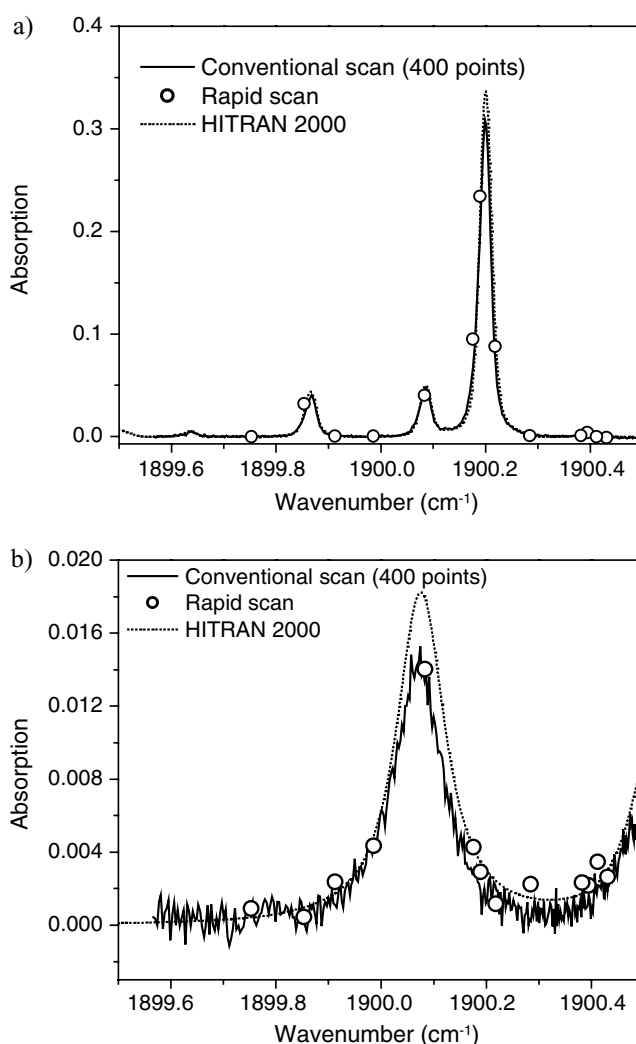 a)
0.4
Conventional scan (400 points)
Rapid scan
HITRAN 2000
0.3
0.2
0.1
0.0
Absorption
1899.6 1899.8 1900.0 1900.2 1900.4
Wavenumber (cm-1)
b)
0.020
Conventional scan (400 points)
Rapid scan
HITRAN 2000
0.016
0.012
0.008
0.004
0.000
Absorption
1899.6 1899.8 1900.0 1900.2 1900.4
Wavenumber (cm-1)